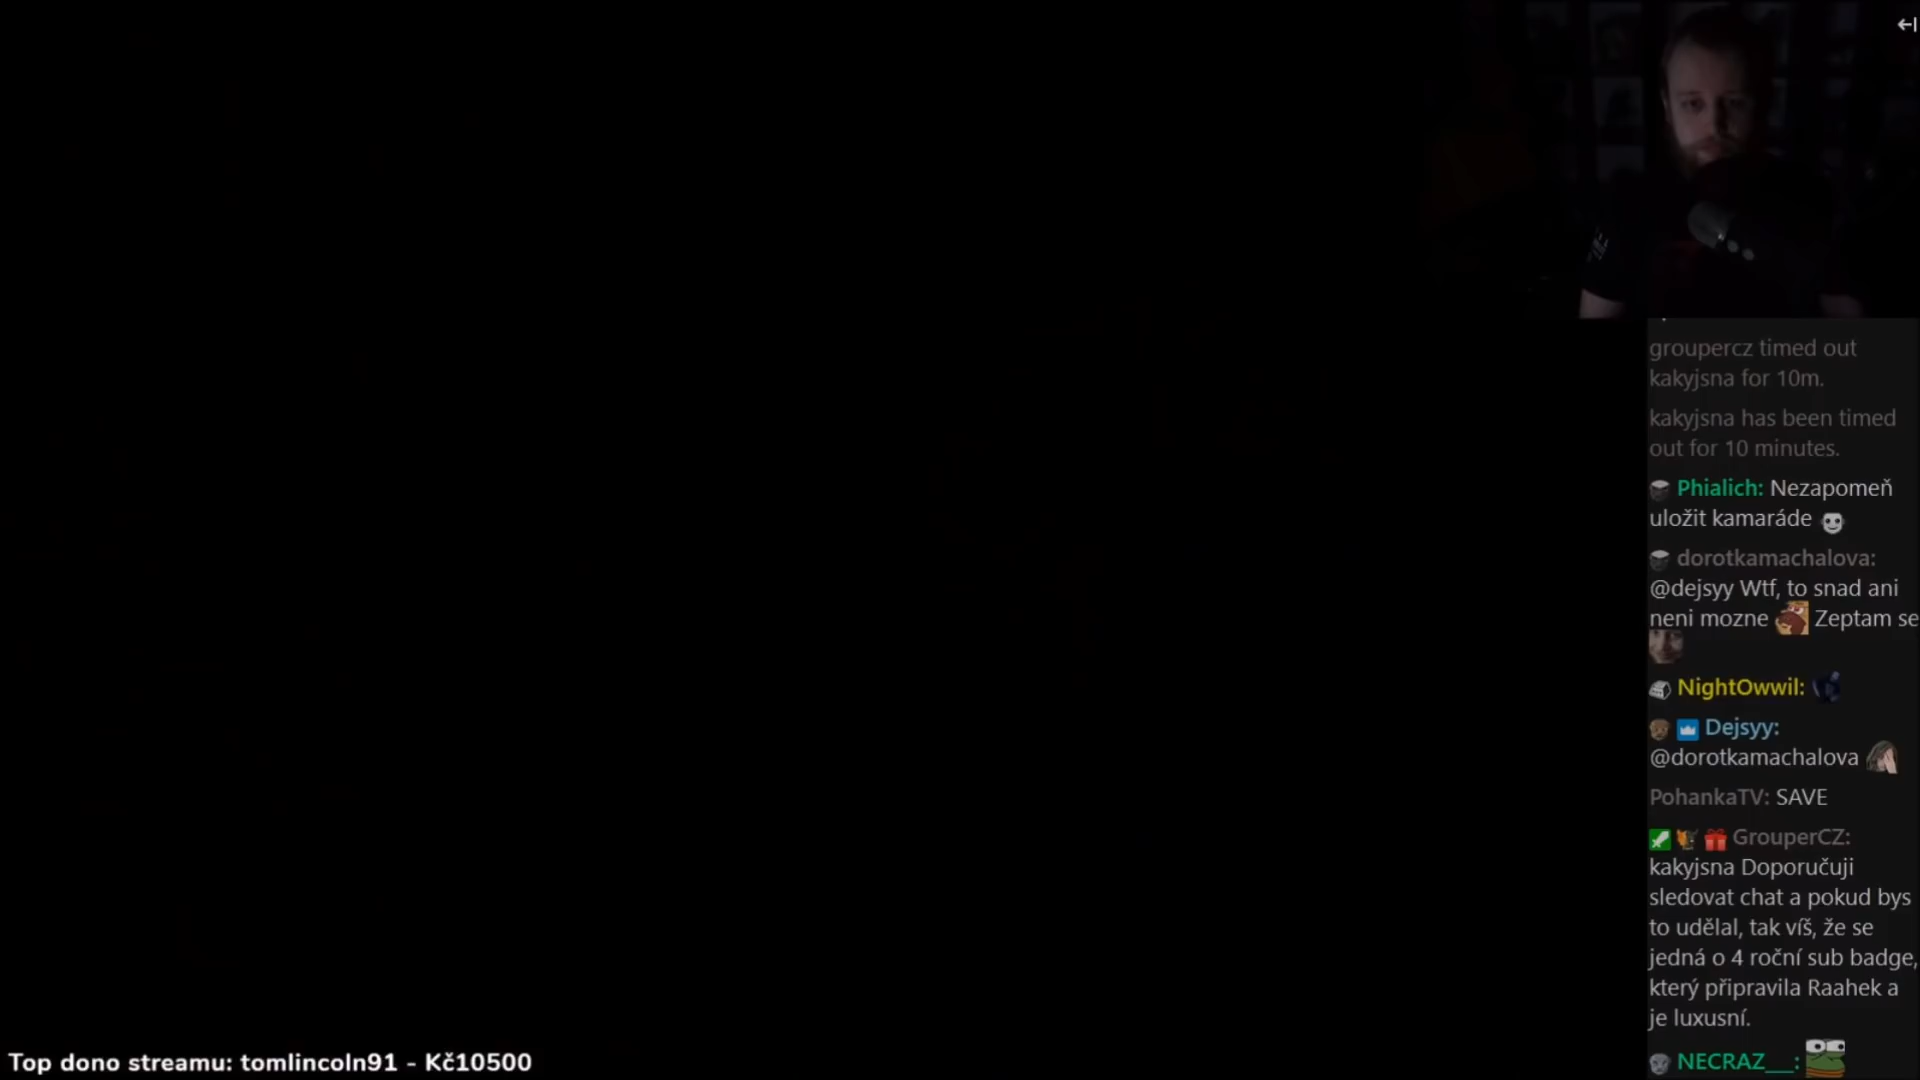 groupercz timed out
kakyjsna for 10m.
kakyjsna has been timed
out for 10 minutes.
Phialich: Nezapomeň
uložit kamaráde
dorotkamachalova:
@dejsyy Wtf, to snad ani
neni mozne Zeptam se
NightOwwil:
Dejsyy:
@dorotkamachalova
PohankaTV: SAVE
GrouperCZ:
kakyjsna Doporučuji
sledovat chat a pokud bys
to udělal, tak víš, že se
jedná o 4 roční sub badge,
který připravila Raahek a
je luxusní.
NECRAZ___:
Top dono streamu: tomlincoln91 - Kč10500